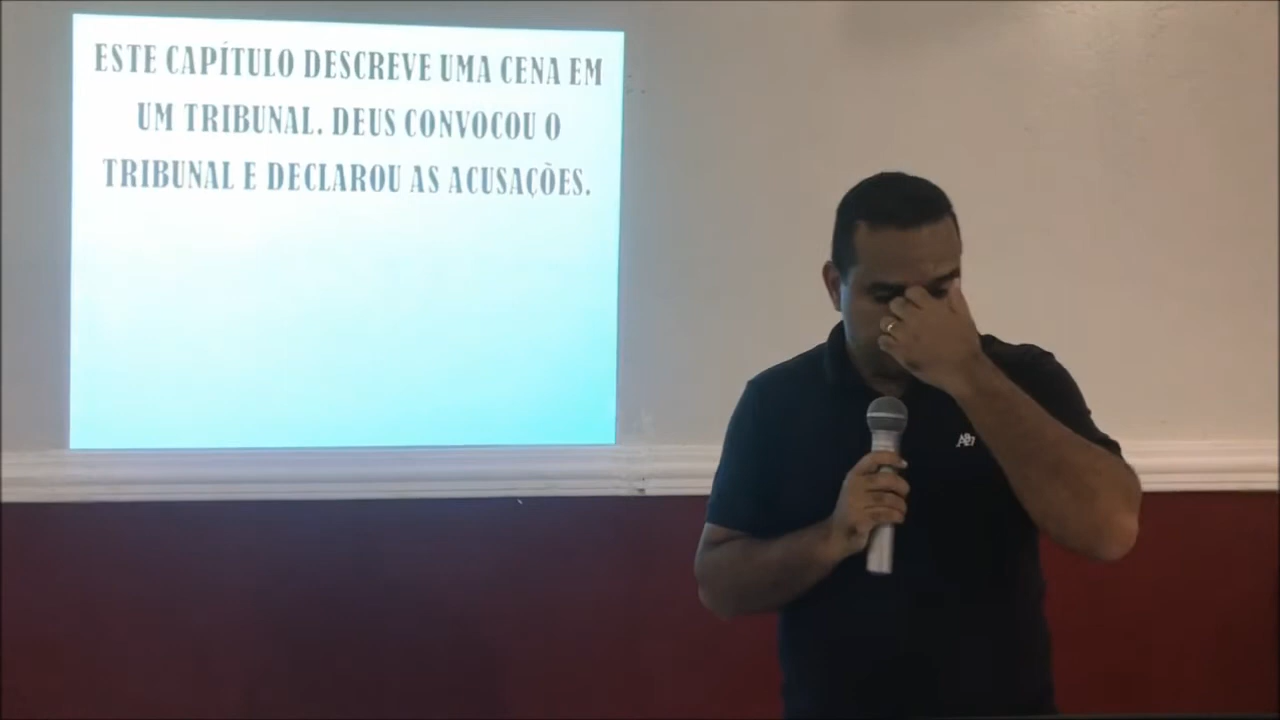 ESTE CAPÍTULO DESCREVE UMA CENA EM
UM TRIBUNAL. DEUS CONVOCOU O
TRIBUNAL E DECLAROU AS ACUSAÇÕES.